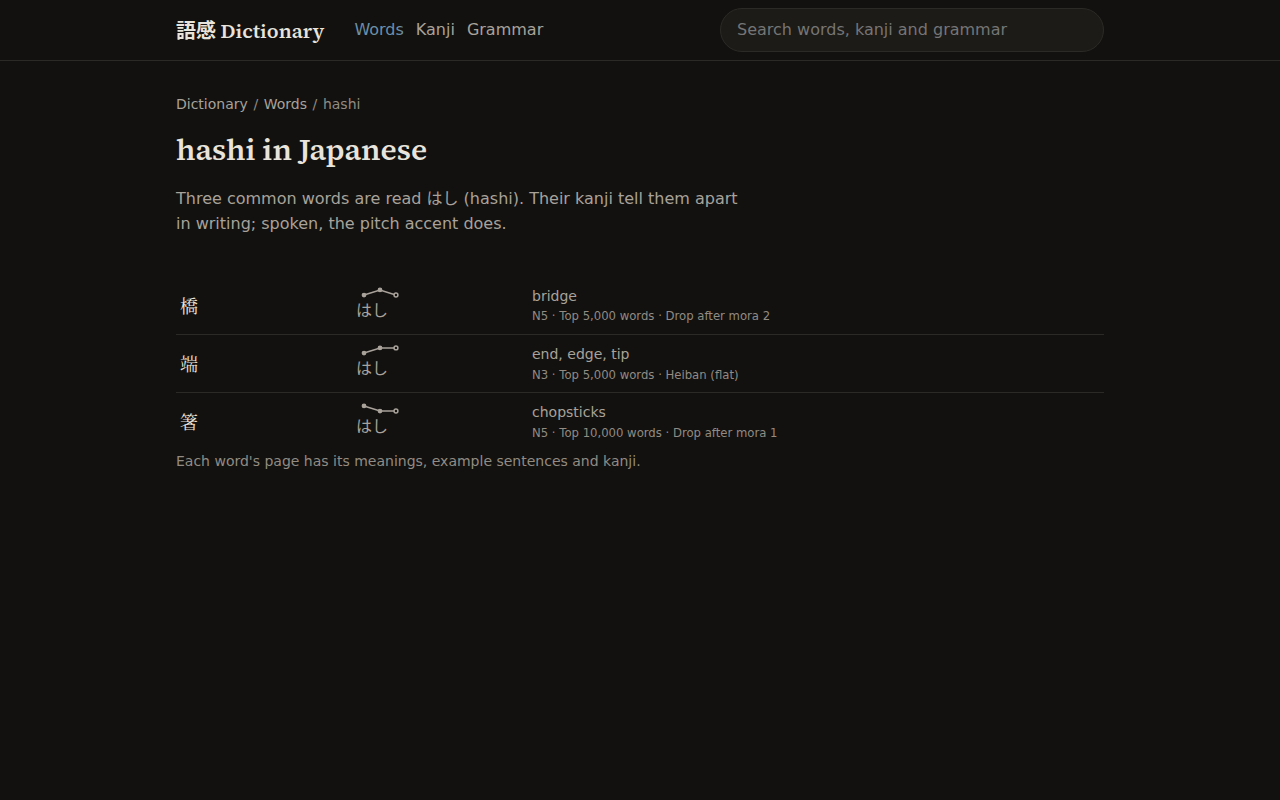 語感 Dictionary Words Kanji Grammar Search words, kanji and grammar
Dictionary / Words / hashi
hashi in Japanese
Three common words are read はし (hashi). Their kanji tell them apart
in writing; spoken, the pitch accent does.
橋 はし bridge
N5 · Top 5,000 words · Drop after mora 2
端 はし end, edge, tip
N3 · Top 5,000 words · Heiban (flat)
箸 はし chopsticks
N5 · Top 10,000 words · Drop after mora 1
Each word's page has its meanings, example sentences and kanji.